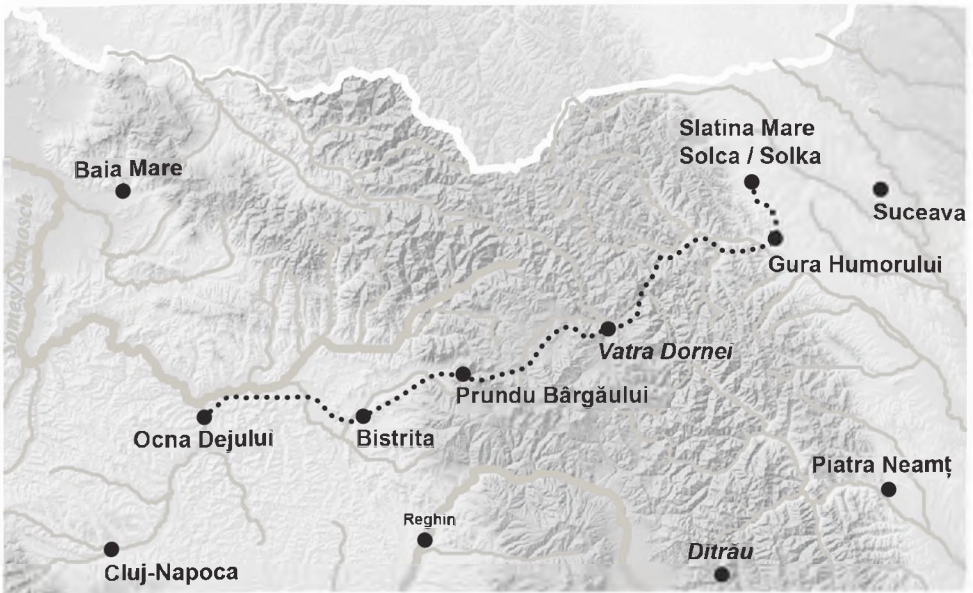 Slatina Mare
Solca / Solka
Baia Mare
Suceava
Gura Humorului
Vatra Dornei
Prundu Bârgăului
Ocna Dejului
Bistrita
Piatra Neamț
Reghin
Ditrău
Cluj-Napoca